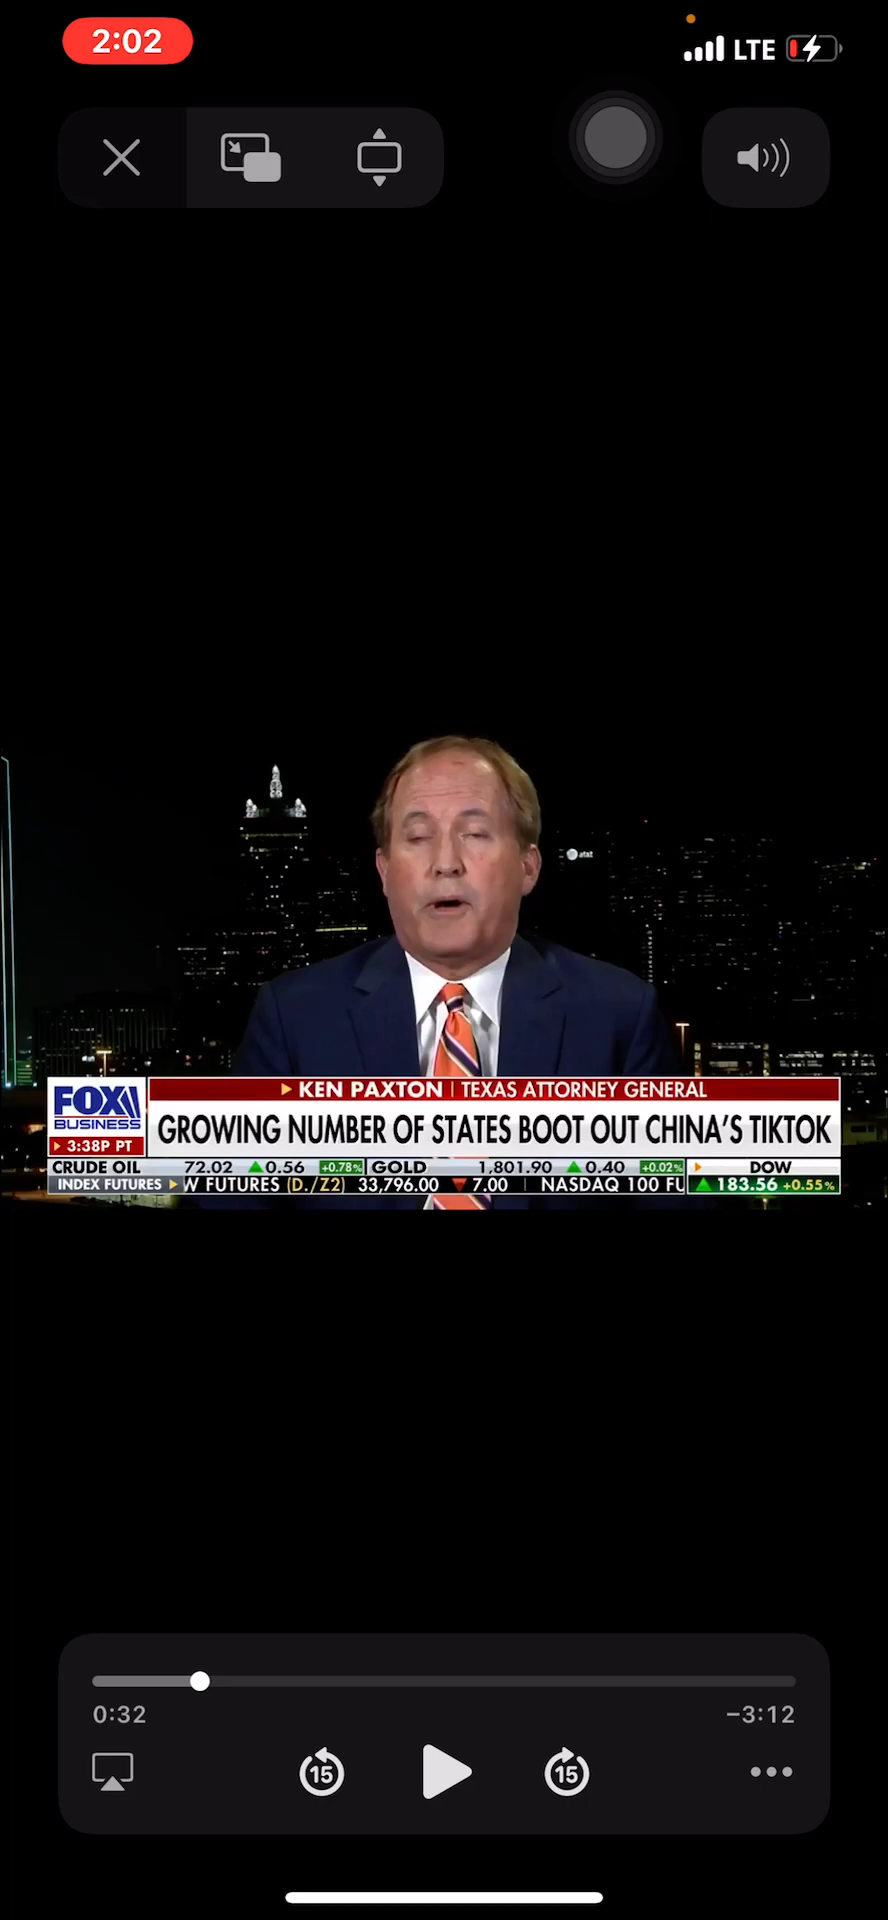 2:02
LTE
at&t
KEN PAXTON | TEXAS ATTORNEY GENERAL
FOX
BUSINESS
GROWING NUMBER OF STATES BOOT OUT CHINA'S TIKTOK
3:38P PT
CRUDE OIL 72.02 ▲0.56 +0.78% GOLD 1,801.90 ▲0.40 +0.02% DOW
INDEX FUTURES W FUTURES (D./Z2) 33,796.00 ▼7.00 | NASDAQ 100 FU ▲183.56 +0.55%
0:32
−3:12
15
15